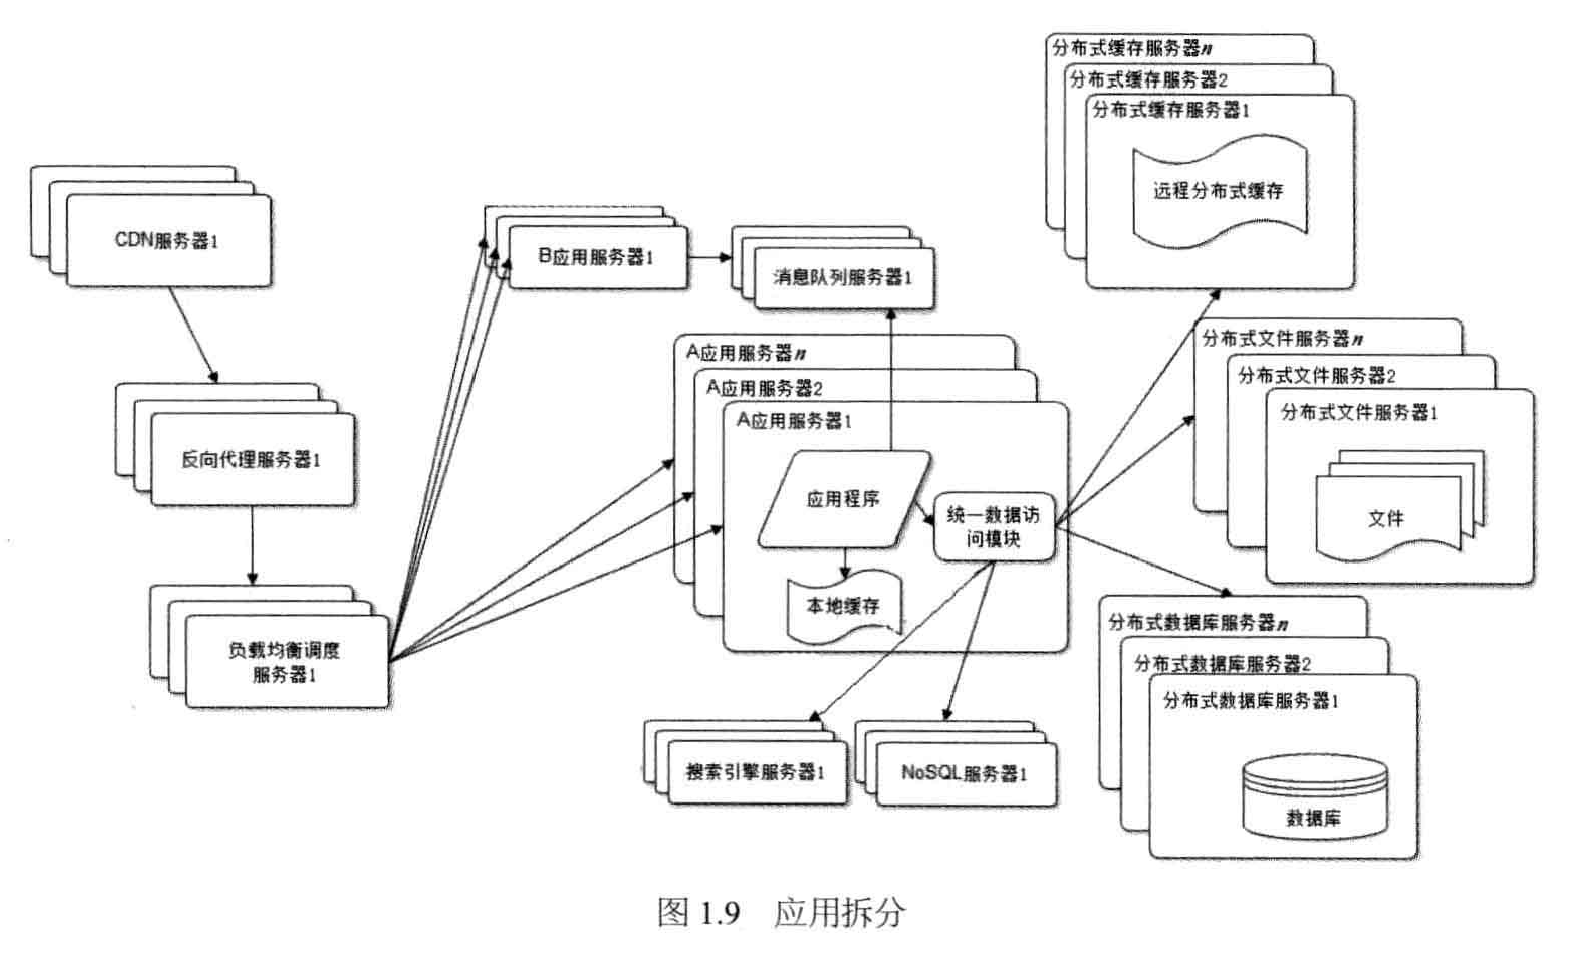 分布式缓存服务器n
分布式缓存服务器2
分布式缓存服务器1
远程分布式缓存
CDN服务器1
B应用服务器1
消息队列服务器1
A应用服务器n
A应用服务器2
A应用服务器1
应用程序
统一数据访
问模块
本地缓存
分布式文件服务器n
分布式文件服务器2
分布式文件服务器1
文件
反向代理服务器1
负载均衡调度
服务器1
分布式数据库服务器n
分布式数据库服务器2
分布式数据库服务器1
数据库
搜索引擎服务器1
NoSQL服务器1
图 1.9 应用拆分